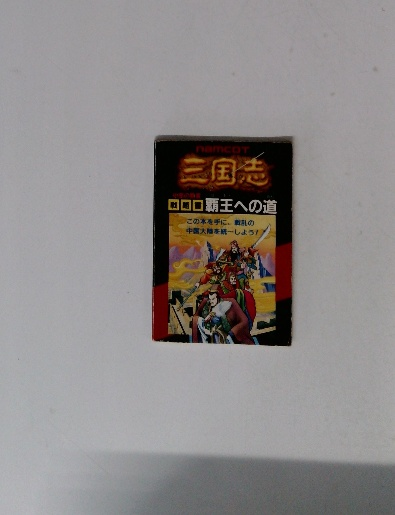 namcot
三国志
覇王への道
この本を手に、戦乱の
中国大陸を統一しよう!